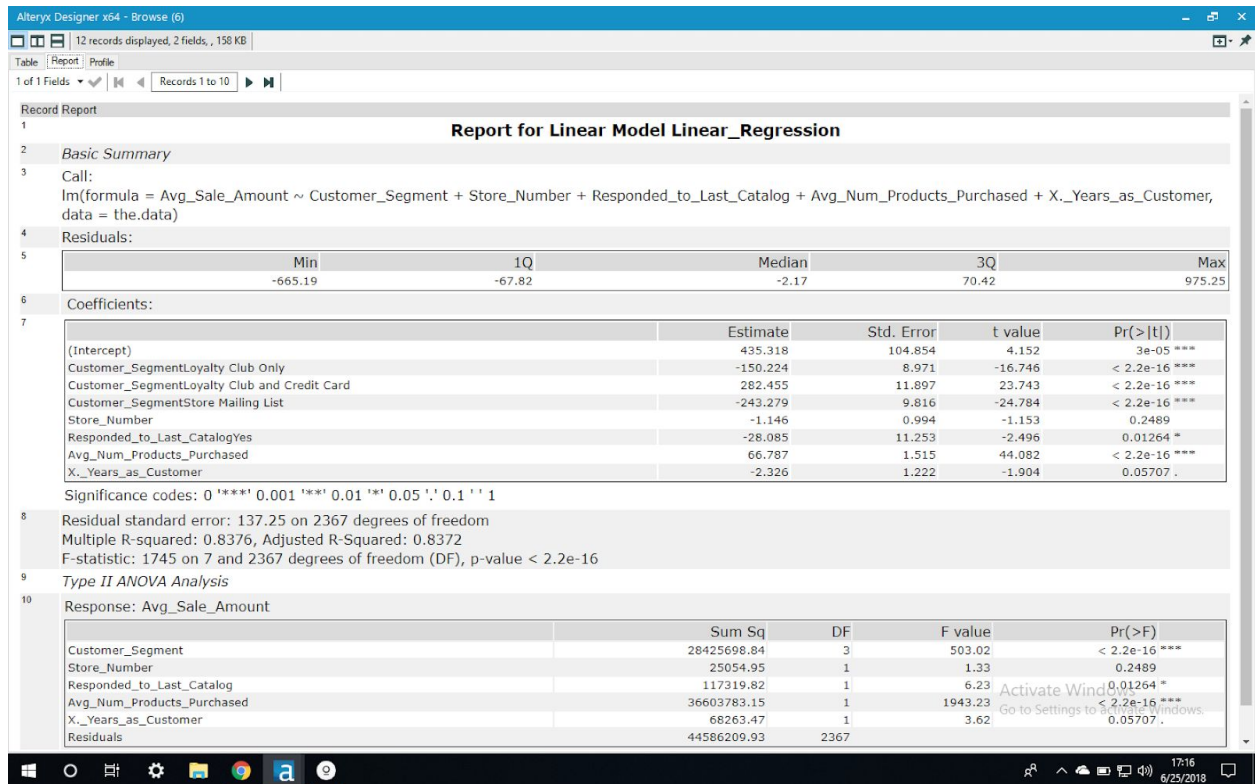 Alteryx Designer x64 - Browse (6)
12 records displayed, 2 fields, , 158 KB
Table Report Profile
1 of 1 Fields Records 1 to 10
Record Report
1 Report for Linear Model Linear_Regression
2 Basic Summary
3 Call:
lm(formula = Avg_Sale_Amount ~ Customer_Segment + Store_Number + Responded_to_Last_Catalog + Avg_Num_Products_Purchased + X._Years_as_Customer,
data = the.data)
4 Residuals:
5 Min 1Q Median 3Q Max
-665.19 -67.82 -2.17 70.42 975.25
6 Coefficients:
7 Estimate Std. Error t value Pr(>|t|)
(Intercept) 435.318 104.854 4.152 3e-05 ***
Customer_SegmentLoyalty Club Only -150.224 8.971 -16.746 < 2.2e-16 ***
Customer_SegmentLoyalty Club and Credit Card 282.455 11.897 23.743 < 2.2e-16 ***
Customer_SegmentStore Mailing List -243.279 9.816 -24.784 < 2.2e-16 ***
Store_Number -1.146 0.994 -1.153 0.2489
Responded_to_Last_CatalogYes -28.085 11.253 -2.496 0.01264 *
Avg_Num_Products_Purchased 66.787 1.515 44.082 < 2.2e-16 ***
X._Years_as_Customer -2.326 1.222 -1.904 0.05707 .
Significance codes: 0 '***' 0.001 '**' 0.01 '*' 0.05 '.' 0.1 ' ' 1
8 Residual standard error: 137.25 on 2367 degrees of freedom
Multiple R-squared: 0.8376, Adjusted R-Squared: 0.8372
F-statistic: 1745 on 7 and 2367 degrees of freedom (DF), p-value < 2.2e-16
9 Type II ANOVA Analysis
10 Response: Avg_Sale_Amount
Sum Sq DF F value Pr(>F)
Customer_Segment 28425698.84 3 503.02 < 2.2e-16 ***
Store_Number 25054.95 1 1.33 0.2489
Responded_to_Last_Catalog 117319.82 1 6.23 0.01264 *
Avg_Num_Products_Purchased 36603783.15 1 1943.23 < 2.2e-16 ***
X._Years_as_Customer 68263.47 1 3.62 0.05707 .
Residuals 44586209.93 2367
Activate Windows
Go to Settings to activate Windows.
a
17:16
6/25/2018